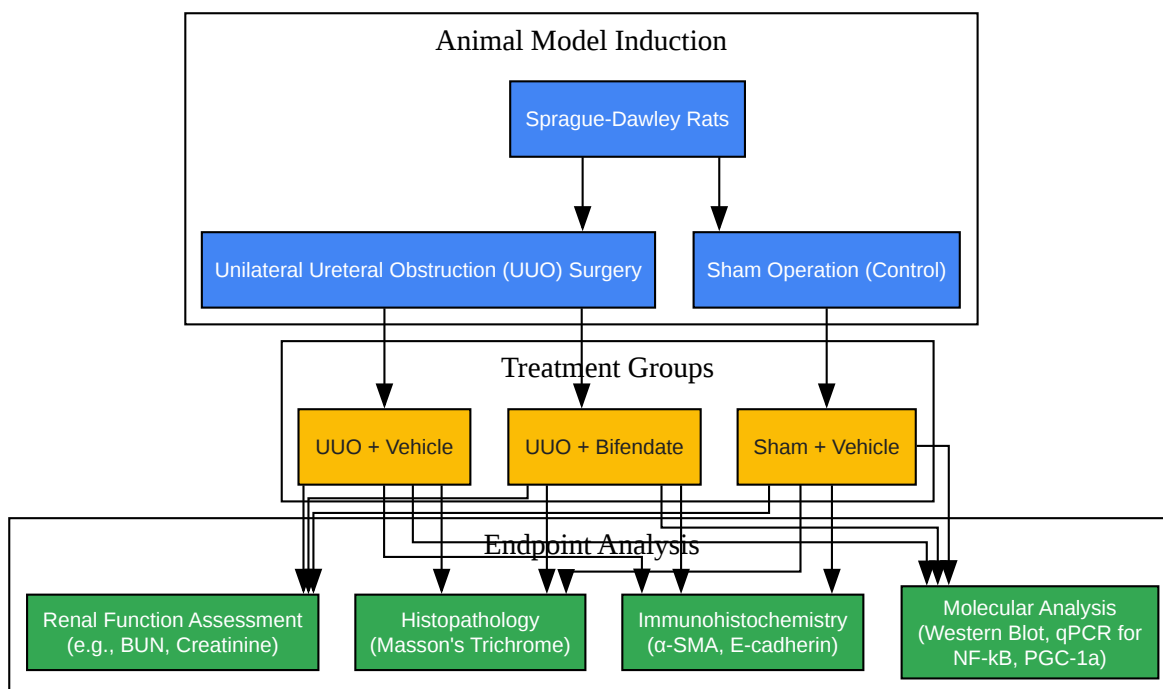 Animal Model Induction
Sprague-Dawley Rats
Unilateral Ureteral Obstruction (UUO) Surgery
Sham Operation (Control)
Treatment Groups
UUO + Vehicle
UUO + Bifendate
Sham + Vehicle
Endpoint Analysis
Renal Function Assessment
(e.g., BUN, Creatinine)
Histopathology
(Masson's Trichrome)
Immunohistochemistry
(α-SMA, E-cadherin)
Molecular Analysis
(Western Blot, qPCR for
NF-kB, PGC-1a)